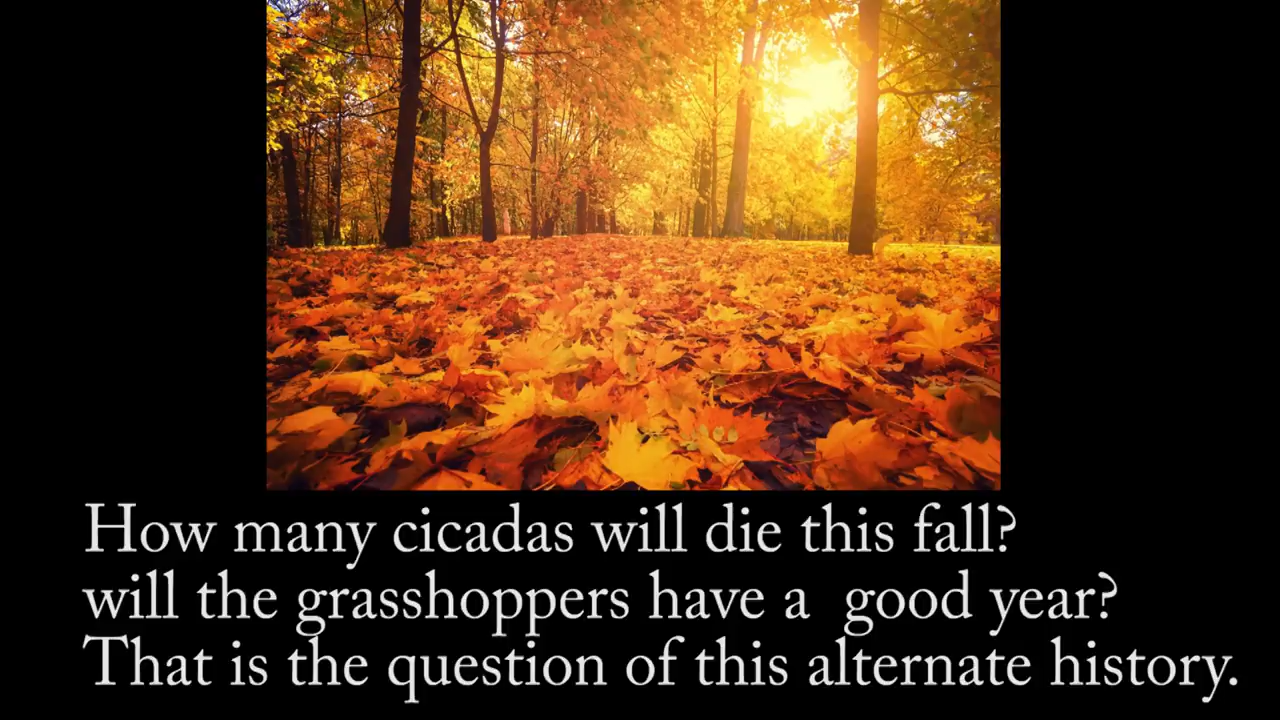 How many cicadas will die this fall?
will the grasshoppers have a good year?
That is the question of this alternate history.